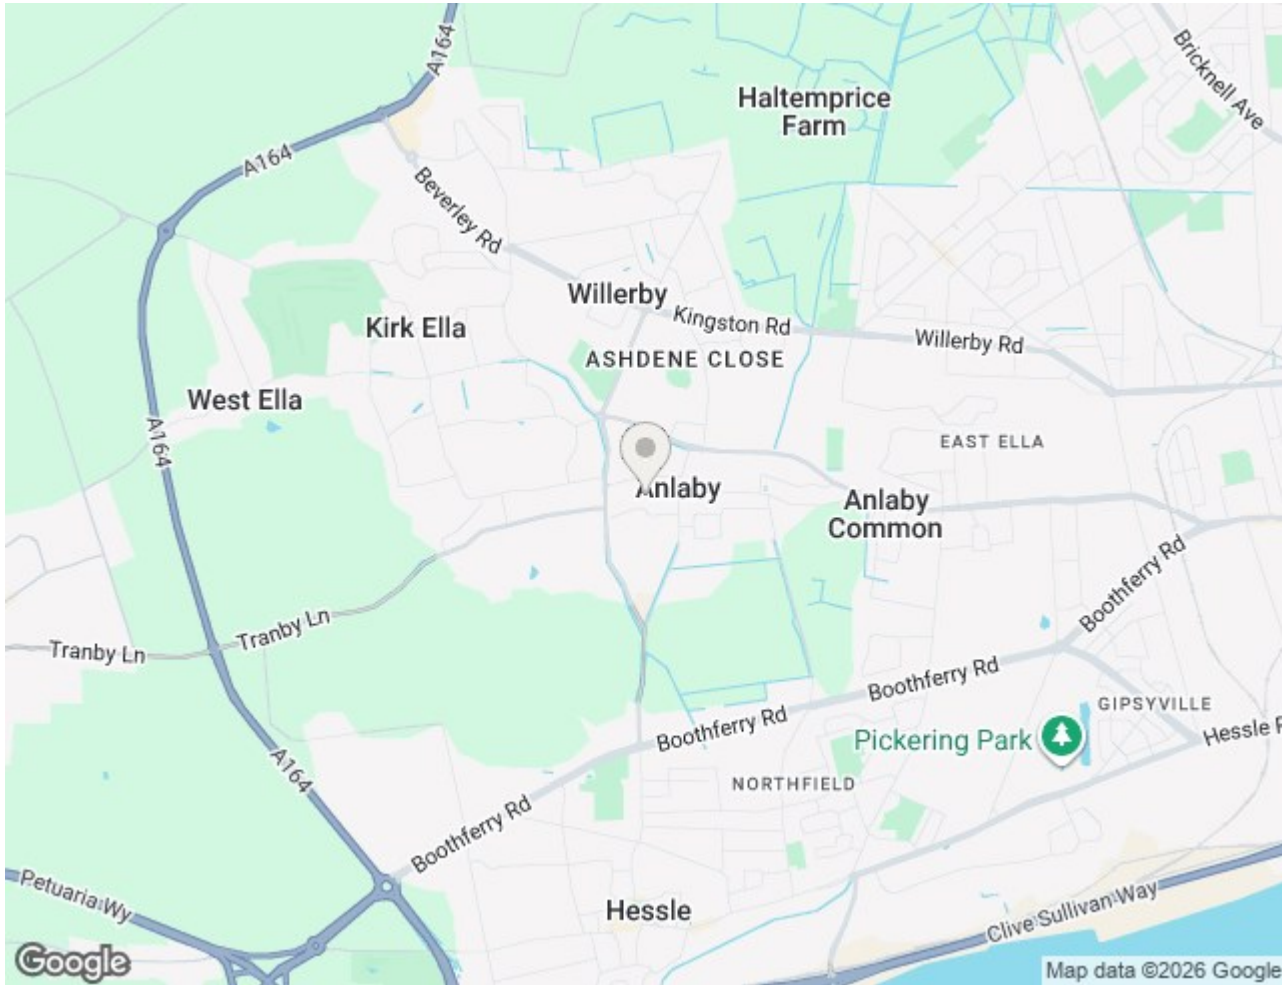 A164
Bricknell Ave
Haltemprice
Farm
A164
Beverley Rd
Willerby
Kingston Rd
Kirk Ella
Willerby Rd
ASHDENE CLOSE
West Ella
A164
EAST ELLA
Anlaby
Anlaby
Common
Boothferry Rd
Tranby Ln
Tranby Ln
Boothferry Rd
GIPSYVILLE
Boothferry Rd
Pickering Park
Hessle R
A164
NORTHFIELD
Boothferry Rd
Petuaria Wy
Hessle
Clive Sullivan Way
Google
Map data ©2026 Google